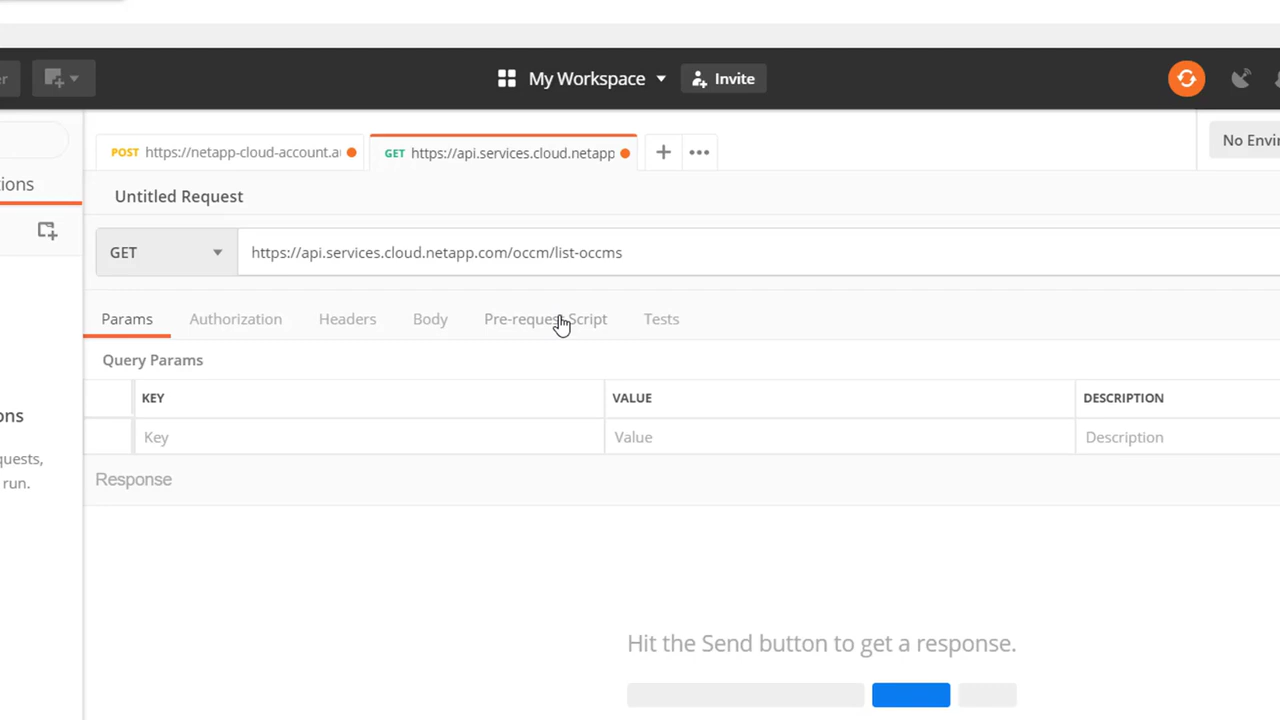 er
My Workspace
Invite
POST https://netapp-cloud-account.a
GET https://api.services.cloud.netapp
No Envir
ions
Untitled Request
GET
https://api.services.cloud.netapp.com/occm/list-occms
Params
Authorization
Headers
Body
Pre-request Script
Tests
Query Params
KEY
VALUE
DESCRIPTION
Key
Value
Description
ons
quests,
run.
Response
Hit the Send button to get a response.